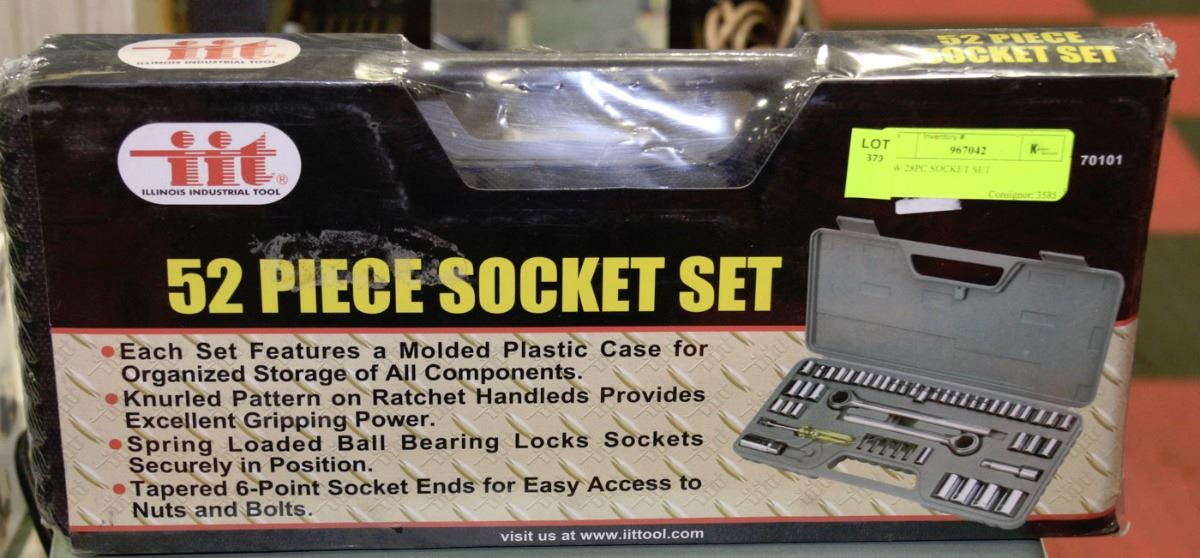 iit
ILLINOIS INDUSTRIAL TOOL
52 PIECE
SOCKET SET
iit®
ILLINOIS INDUSTRIAL TOOL
LOT
Inventory #
967042
W 28PC SOCKET SET
Consignor: 3585
70101
52 PIECE SOCKET SET
• Each Set Features a Molded Plastic Case for
Organized Storage of All Components.
• Knurled Pattern on Ratchet Handleds Provides
Excellent Gripping Power.
• Spring Loaded Ball Bearing Locks Sockets
Securely in Position.
• Tapered 6-Point Socket Ends for Easy Access to
Nuts and Bolts.
visit us at www.iittool.com